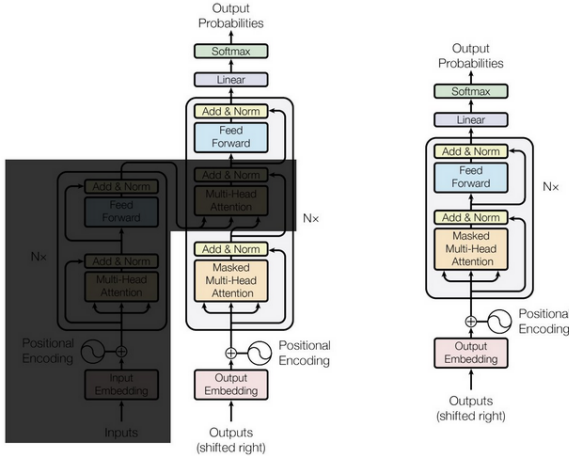 Output
Probabilities
Softmax
Linear
Add & Norm
Feed
Forward
Add & Norm
Multi-Head
Attention
Nx
Add & Norm
Masked
Multi-Head
Attention
Positional
Encoding
Output
Embedding
Outputs
(shifted right)
Add & Norm
Feed
Forward
Nx
Add & Norm
Multi-Head
Attention
Positional
Encoding
Input
Embedding
Inputs
Output
Probabilities
Softmax
Linear
Add & Norm
Feed
Forward
Nx
Add & Norm
Masked
Multi-Head
Attention
Positional
Encoding
Output
Embedding
Outputs
(shifted right)